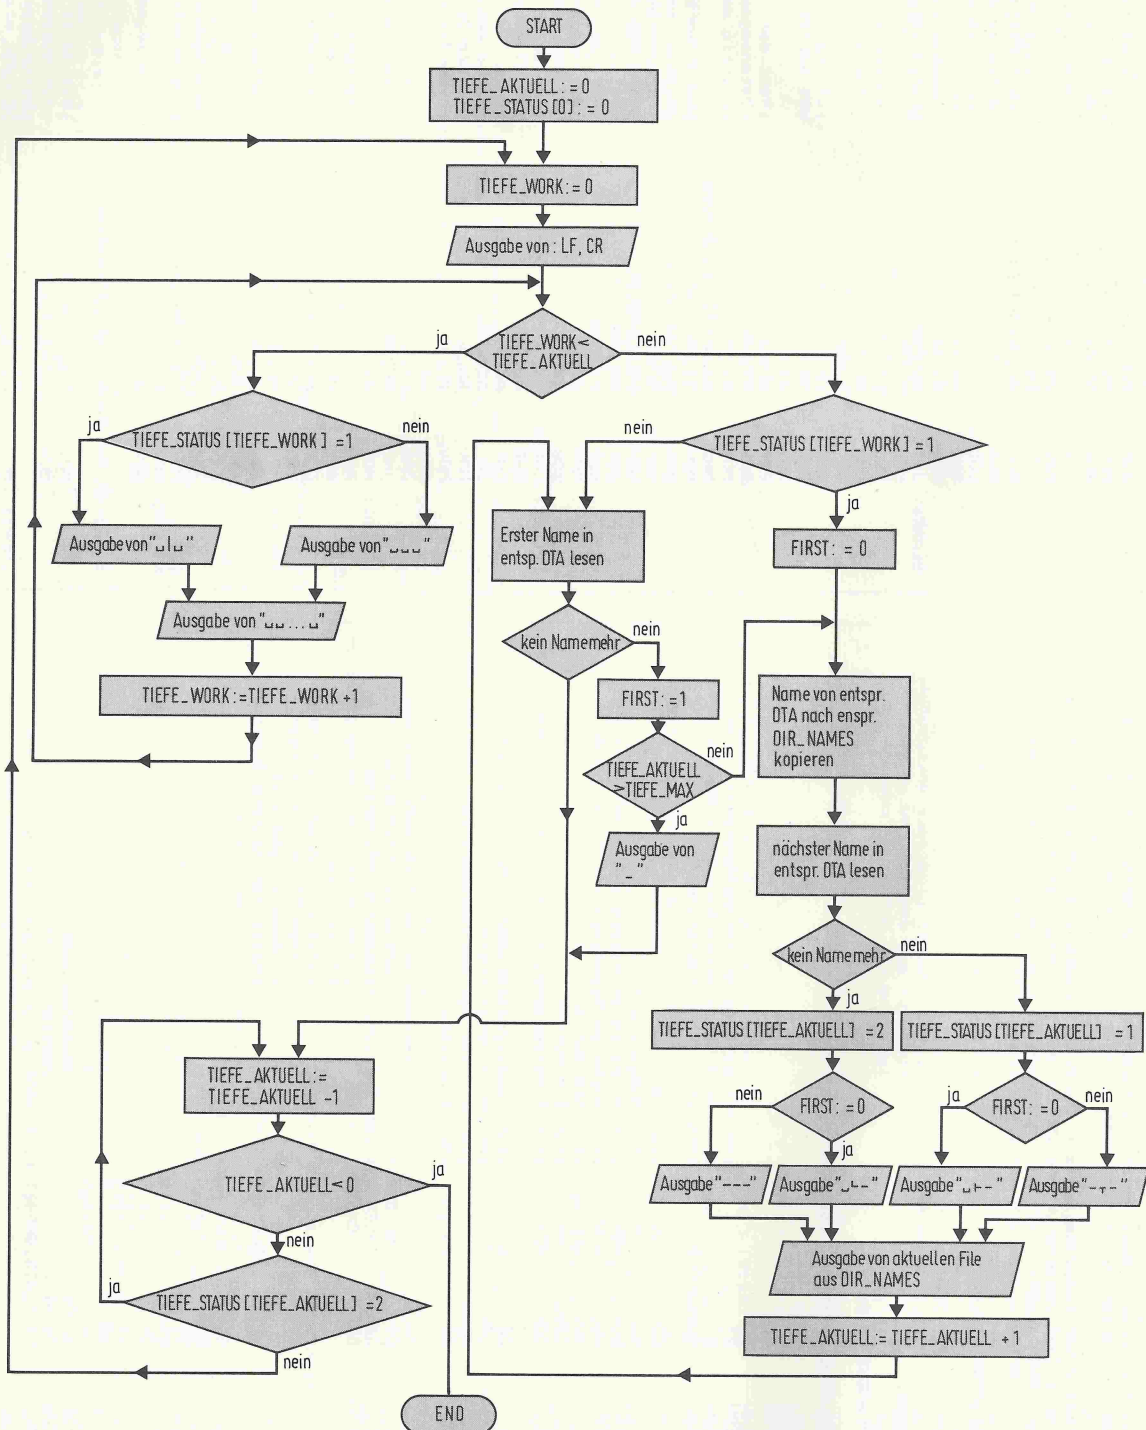 START
TIEFE_AKTUELL:=0
TIEFE_STATUS[0]:=0
TIEFE_WORK:=0
Ausgabe von: LF, CR
ja
TIEFE_WORK<
TIEFE_AKTUELL
nein
ja
TIEFE_STATUS [TIEFE_WORK] =1
nein
nein
TIEFE_STATUS [TIEFE_WORK] =1
ja
Ausgabe von "␣|␣"
Ausgabe von "␣␣␣"
Erster Name in
entsp. DTA lesen
FIRST: = 0
Ausgabe von "␣␣...␣"
kein Name mehr
nein
TIEFE_WORK:=TIEFE_WORK +1
FIRST: =1
Name von entspr.
DTA nach enspr.
DIR_NAMES
kopieren
TIEFE_AKTUELL
≥TIEFE_MAX
nein
ja
Ausgabe von
"_"
nächster Name in
entspr. DTA lesen
kein Name mehr
nein
ja
TIEFE_STATUS [TIEFE_AKTUELL] =2
TIEFE_STATUS [TIEFE_AKTUELL] =1
TIEFE_AKTUELL:=
TIEFE_AKTUELL -1
nein
FIRST: =0
ja
ja
FIRST: =0
nein
TIEFE_AKTUELL<0
ja
nein
Ausgabe"---"
Ausgabe"␣└-"
Ausgabe"␣├-"
Ausgabe"-┬-"
Ausgabe von aktuellen File
aus DIR_NAMES
ja
TIEFE_STATUS [TIEFE_AKTUELL] =2
nein
TIEFE_AKTUELL:= TIEFE_AKTUELL +1
END